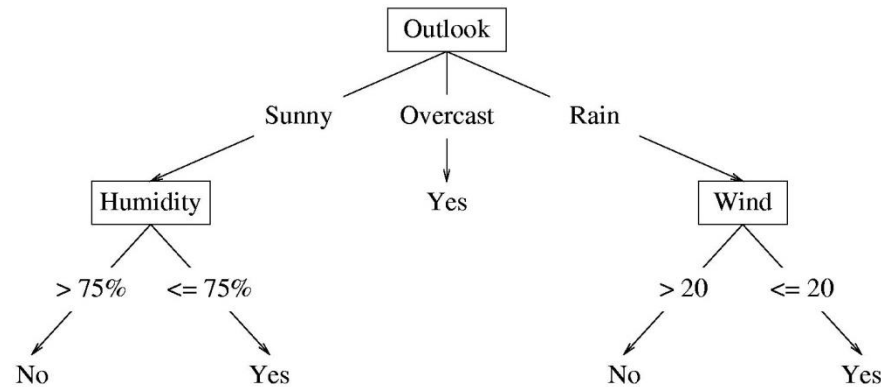 Outlook
Sunny Overcast Rain
Humidity Yes Wind
> 75% <= 75% > 20 <= 20
No Yes No Yes